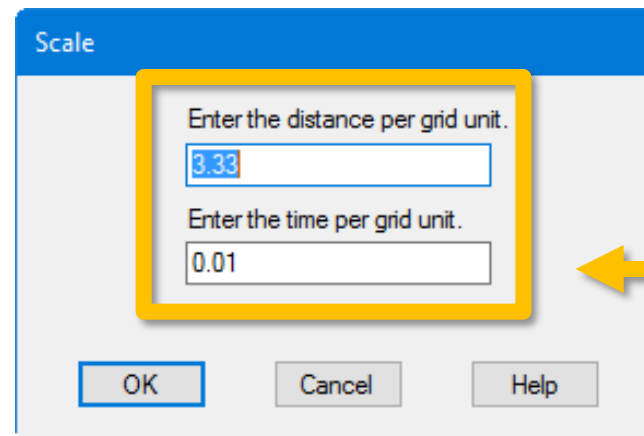 Scale
Enter the distance per grid unit.
3.33
Enter the time per grid unit.
0.01
OK Cancel Help